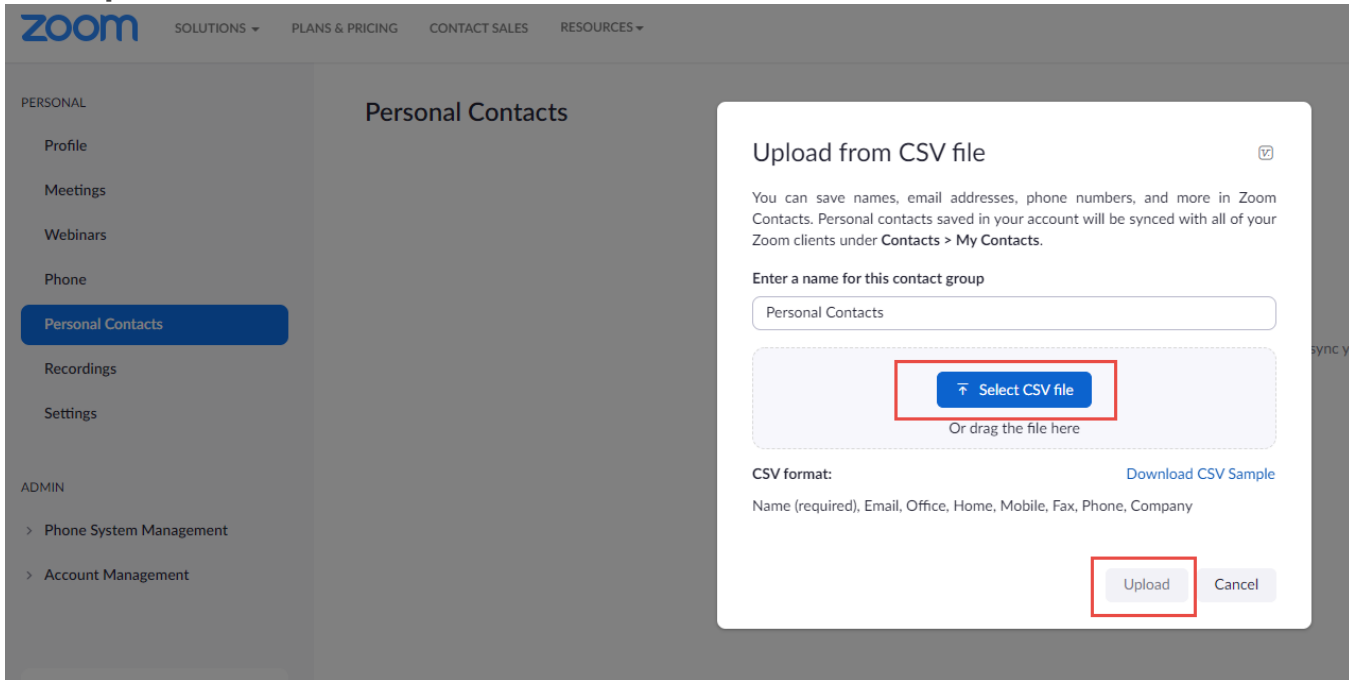 zoom SOLUTIONS PLANS & PRICING CONTACT SALES RESOURCES
PERSONAL
Profile
Meetings
Webinars
Phone
Personal Contacts
Recordings
Settings
ADMIN
Phone System Management
Account Management
Personal Contacts
Upload from CSV file
You can save names, email addresses, phone numbers, and more in Zoom
Contacts. Personal contacts saved in your account will be synced with all of your
Zoom clients under Contacts > My Contacts.
Enter a name for this contact group
Personal Contacts
Select CSV file
Or drag the file here
CSV format: Download CSV Sample
Name (required), Email, Office, Home, Mobile, Fax, Phone, Company
Upload Cancel
sync y